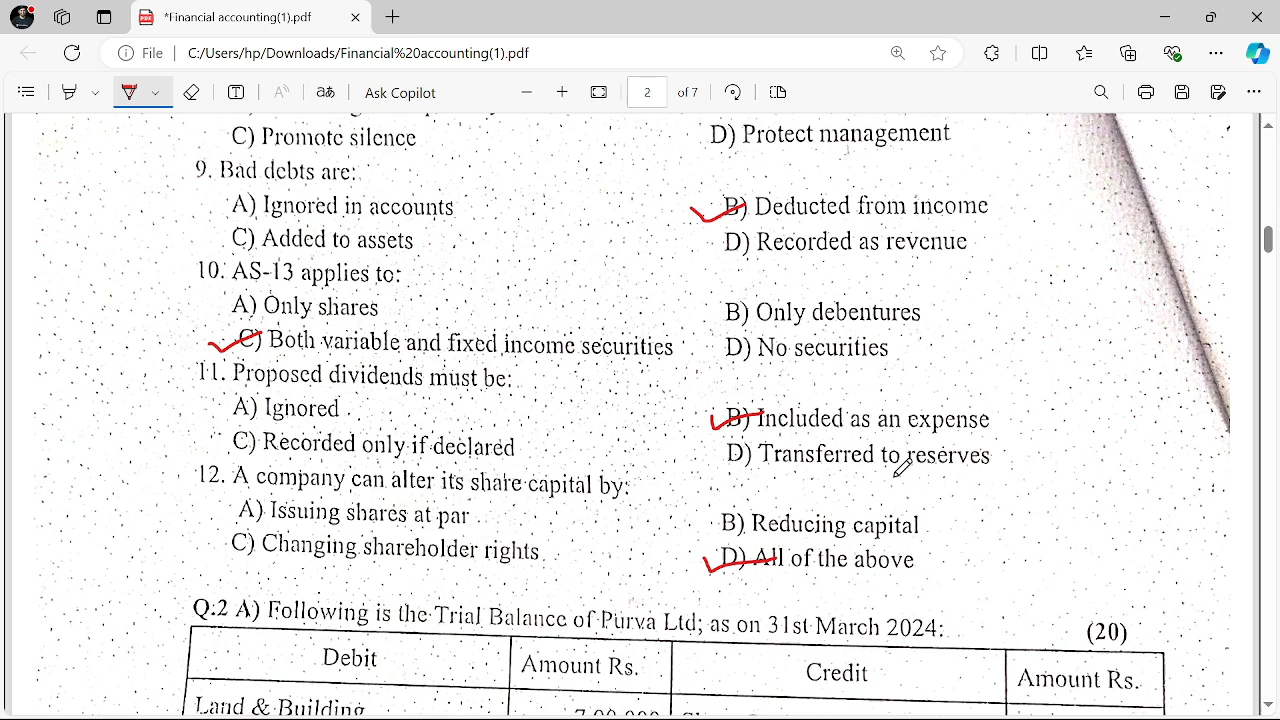 *Financial accounting(1).pdf
File
C:/Users/hp/Downloads/Financial%20accounting(1).pdf
Ask Copilot
2
of 7
C) Promote silence
D) Protect management
9. Bad debts are:
A) Ignored in accounts
B) Deducted from income
C) Added to assets
D) Recorded as revenue
10. AS-13 applies to:
A) Only shares
B) Only debentures
C) Both variable and fixed income securities
D) No securities
11. Proposed dividends must be:
A) Ignored
B) Included as an expense
C) Recorded only if declared
D) Transferred to reserves
12. A company can alter its share capital by:
A) Issuing shares at par
B) Reducing capital
C) Changing shareholder rights
D) All of the above
Q.2 A) Following is the Trial Balance of Purva Ltd; as on 31st March 2024: (20)
Debit
Amount Rs.
Credit
Amount Rs.
Land & Building